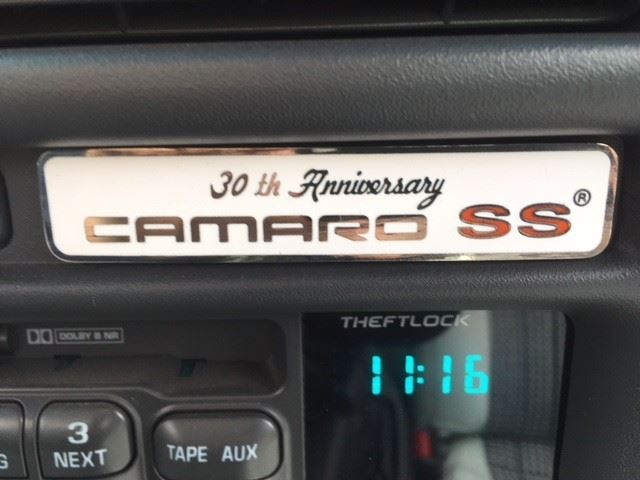 30 th Anniversary
CAMARO SS®
THEFTLOCK
DOLBY B NR
11:16
3
NEXT
TAPE AUX
G